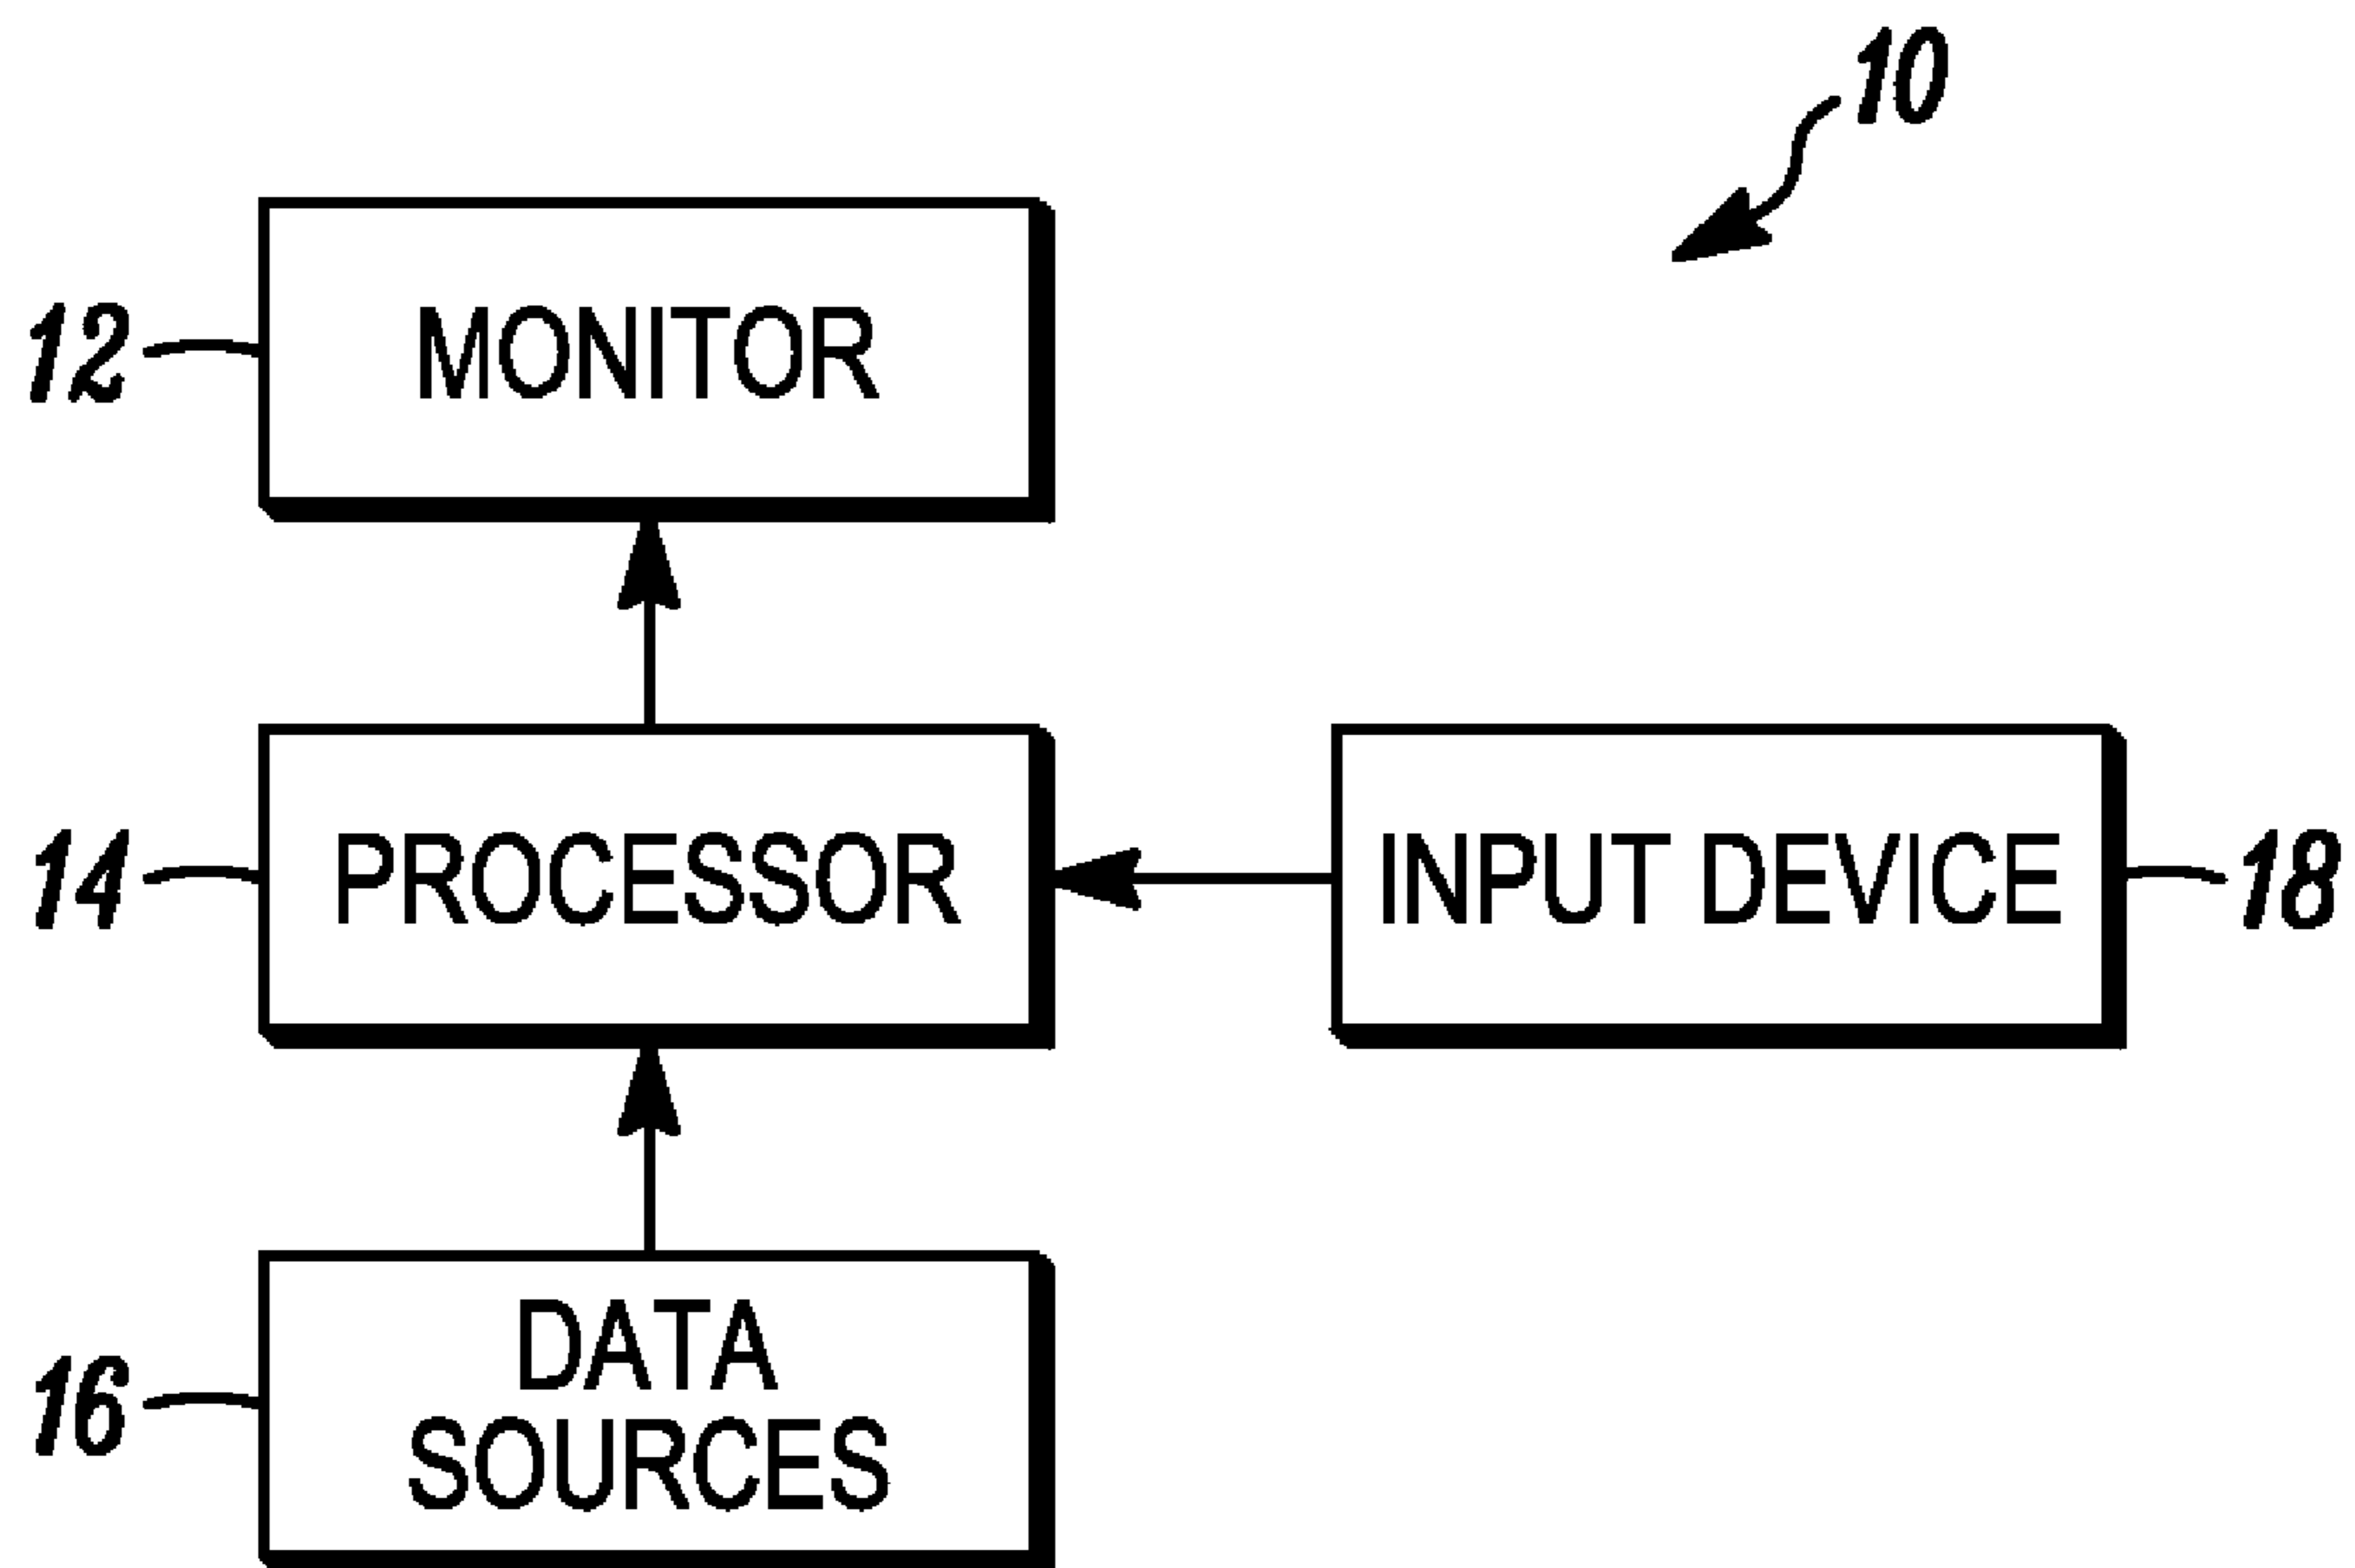 10
12
MONITOR
14
PROCESSOR
INPUT DEVICE
18
16
DATA
SOURCES